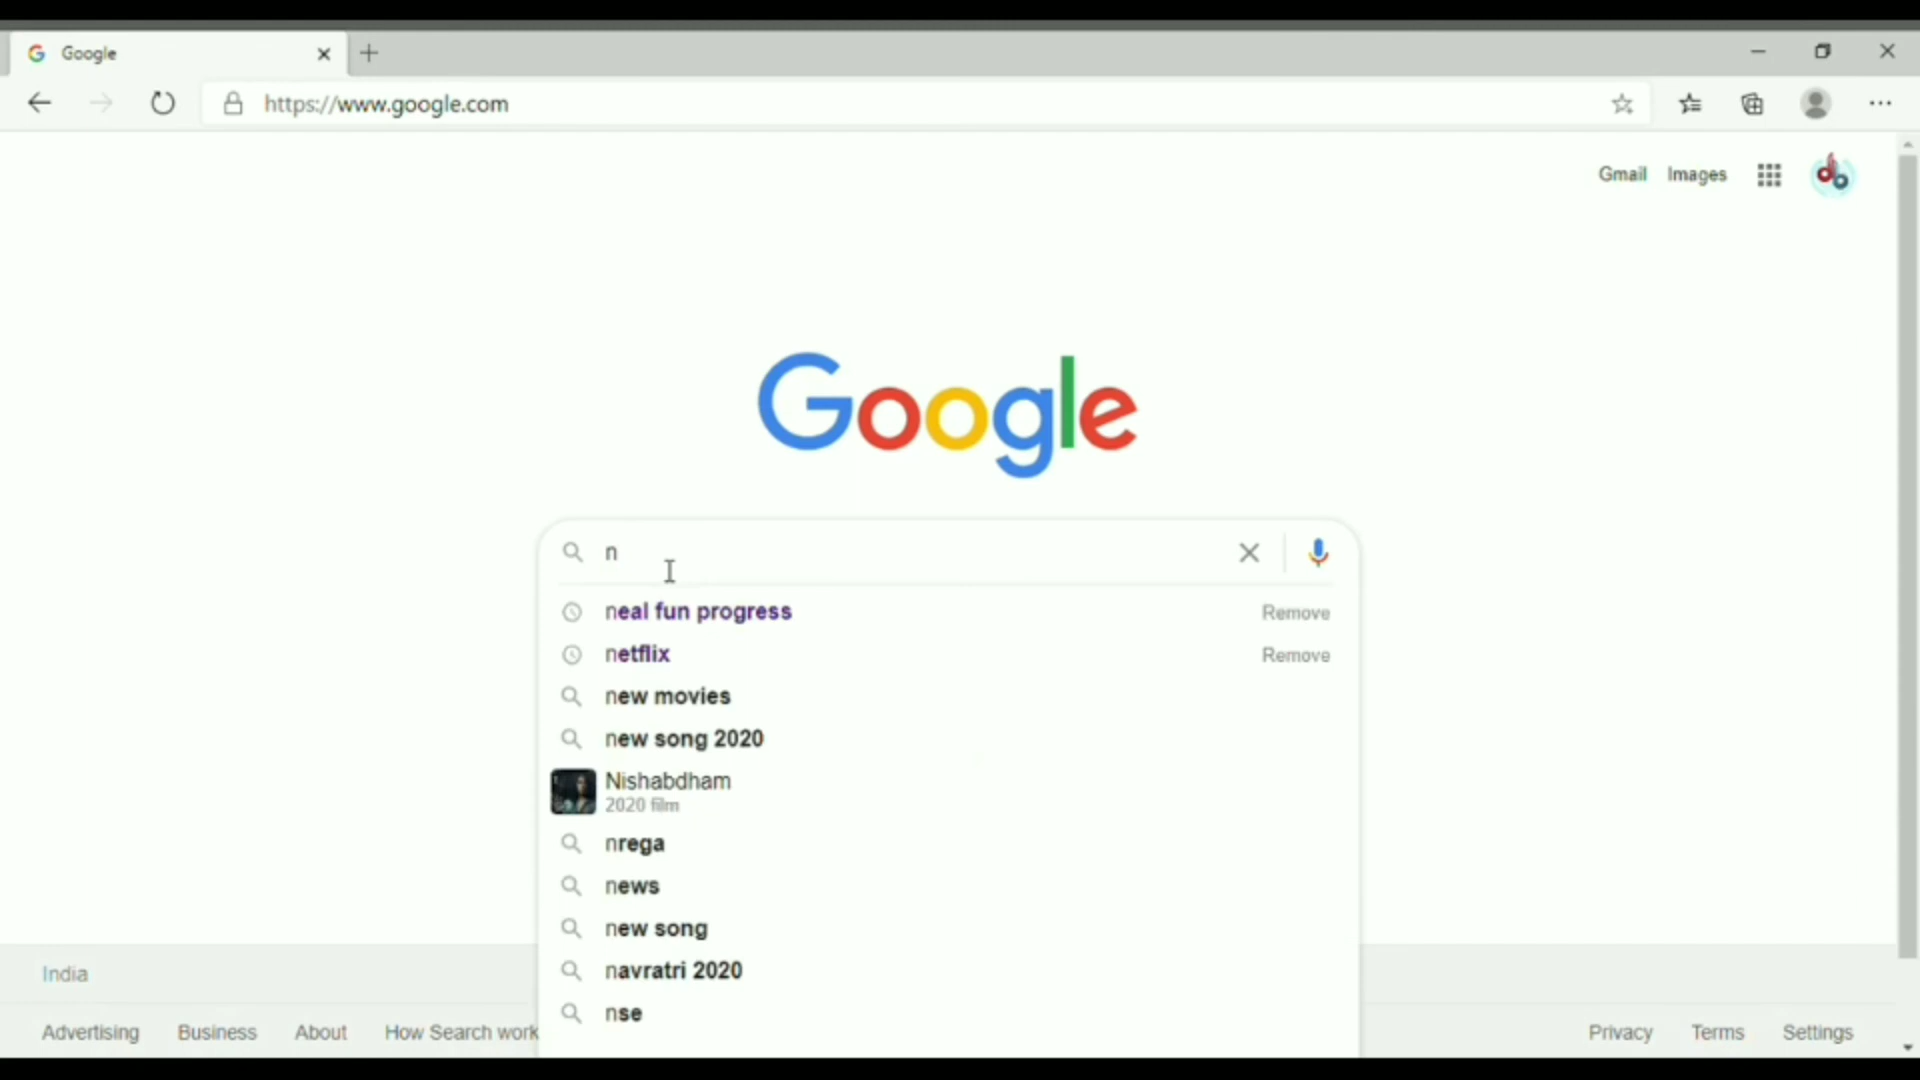 Google
https://www.google.com
Gmail Images
Google
n
neal fun progress Remove
netflix Remove
new movies
new song 2020
Nishabdham
2020 film
nrega
news
new song
navratri 2020
nse
India
Advertising Business About How Search work
Privacy Terms Settings